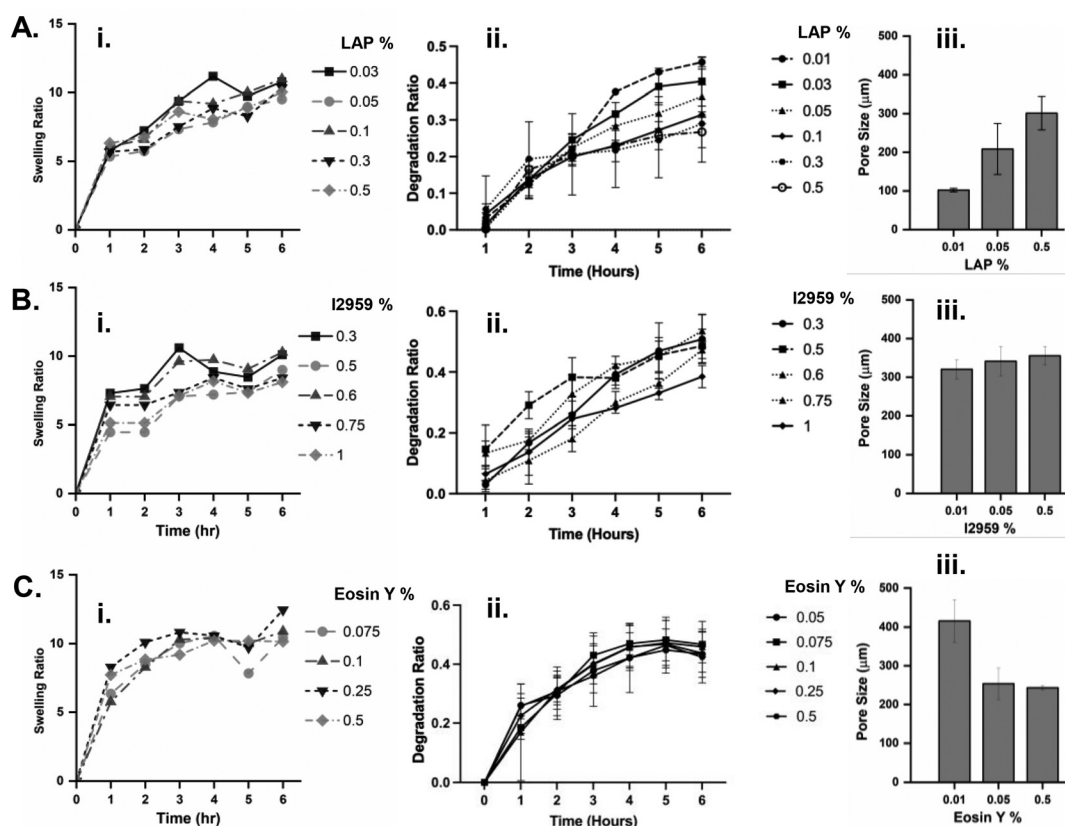 A.
i.
Swelling Ratio
15
10
5
0
0 1 2 3 4 5 6
LAP %
0.03
0.05
0.1
0.3
0.5
ii.
Degradation Ratio
0.5
0.4
0.3
0.2
0.1
0.0
1 2 3 4 5 6
Time (Hours)
LAP %
0.01
0.03
0.05
0.1
0.3
0.5
iii.
Pore Size (μm)
500
400
300
200
100
0
0.01 0.05 0.5
LAP %
B.
i.
Swelling Ratio
15
10
5
0
0 1 2 3 4 5 6
Time (hr)
I2959 %
0.3
0.5
0.6
0.75
1
ii.
Degradation Ratio
0.6
0.4
0.2
0.0
1 2 3 4 5 6
Time (Hours)
I2959 %
0.3
0.5
0.6
0.75
1
iii.
Pore Size (μm)
500
400
300
200
100
0
0.01 0.05 0.5
I2959 %
C.
i.
Swelling Ratio
15
10
5
0
0 1 2 3 4 5 6
Time (hr)
Eosin Y %
0.075
0.1
0.25
0.5
ii.
Degradation Ratio
0.6
0.4
0.2
0.0
0 1 2 3 4 5 6
Time (Hours)
Eosin Y %
0.05
0.075
0.1
0.25
0.5
iii.
Pore Size (μm)
500
400
300
200
100
0
0.01 0.05 0.5
Eosin Y %